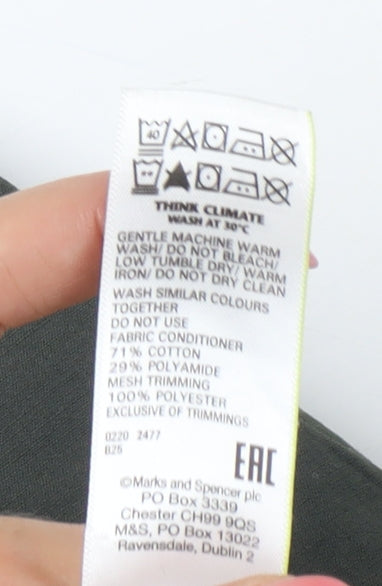 40
THINK CLIMATE
WASH AT 30°C
GENTLE MACHINE WARM
WASH/ DO NOT BLEACH/
LOW TUMBLE DRY/ WARM
IRON/ DO NOT DRY CLEAN
WASH SIMILAR COLOURS
TOGETHER
DO NOT USE
FABRIC CONDITIONER
71% COTTON
29% POLYAMIDE
MESH TRIMMING
100% POLYESTER
EXCLUSIVE OF TRIMMINGS
0220 2477
B25
EAC
©Marks and Spencer plc
PO Box 3339
Chester CH99 9QS
M&S, PO Box 13022
Ravensdale, Dublin 2